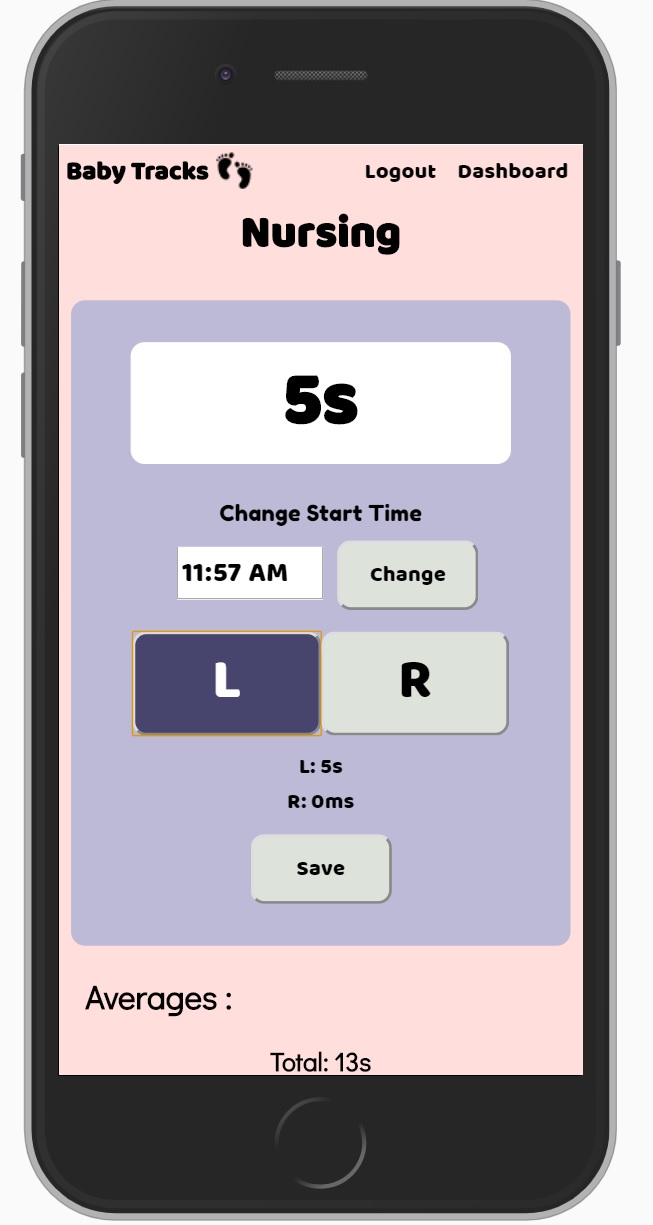 Baby Tracks Logout Dashboard
Nursing
5s
Change Start Time
11:57 AM Change
L R
L: 5s
R: 0ms
Save
Averages :
Total: 13s